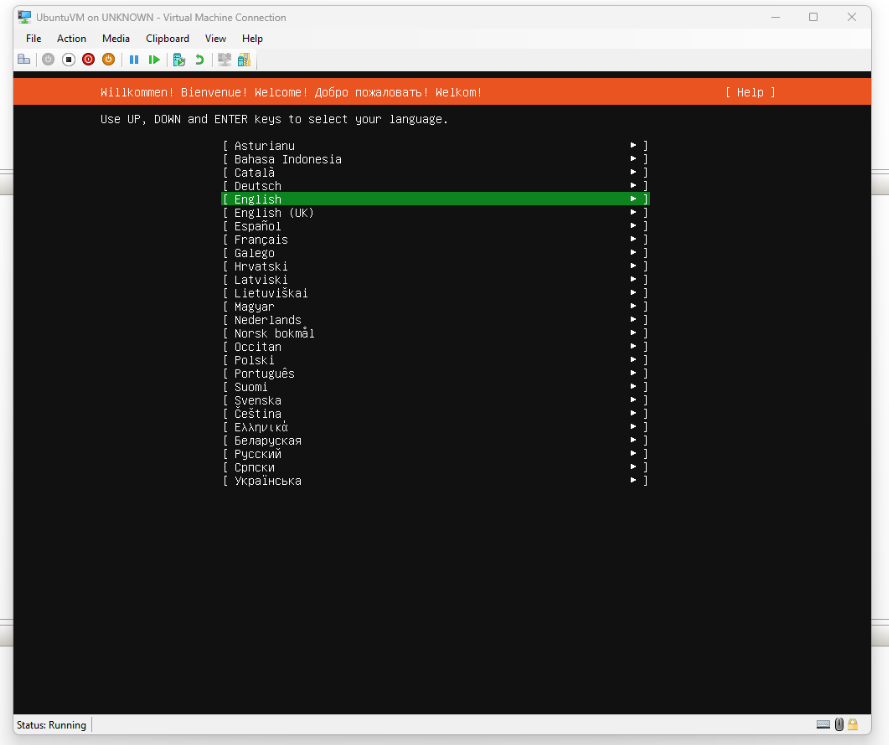 UbuntuVM on UNKNOWN - Virtual Machine Connection
File Action Media Clipboard View Help
Willkommen! Bienvenue! Welcome! Добро пожаловать! Welkom! [ Help ]
Use UP, DOWN and ENTER keys to select your language.
[ Asturianu ▸ ]
[ Bahasa Indonesia ▸ ]
[ Català ▸ ]
[ Deutsch ▸ ]
[ English ▸ ]
[ English (UK) ▸ ]
[ Español ▸ ]
[ Français ▸ ]
[ Galego ▸ ]
[ Hrvatski ▸ ]
[ Latviski ▸ ]
[ Lietuviškai ▸ ]
[ Magyar ▸ ]
[ Nederlands ▸ ]
[ Norsk bokmål ▸ ]
[ Occitan ▸ ]
[ Polski ▸ ]
[ Português ▸ ]
[ Suomi ▸ ]
[ Svenska ▸ ]
[ Čeština ▸ ]
[ Ελληνικά ▸ ]
[ Беларуская ▸ ]
[ Русский ▸ ]
[ Српски ▸ ]
[ Українська ▸ ]
Status: Running